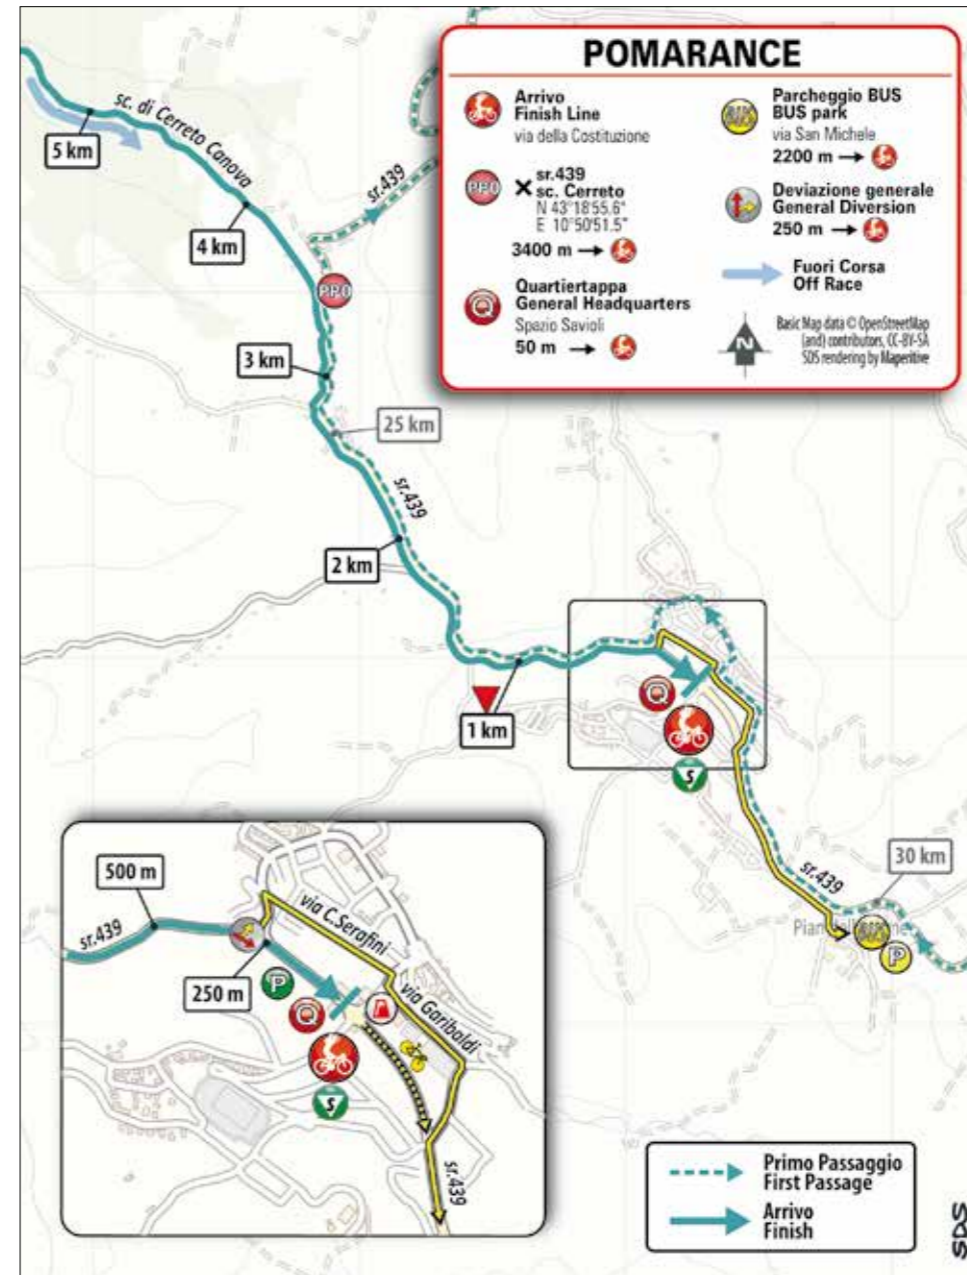 POMARANCE
Arrivo
Finish Line
via della Costituzione
PPO
sr.439
sc. Cerreto
N 43°18'55.6"
E 10°50'51.5"
3400 m
Q
Quartiertappa
General Headquarters
Spazio Savioli
50 m
Parcheggio BUS
BUS park
via San Michele
2200 m
Deviazione generale
General Diversion
250 m
Fuori Corsa
Off Race
N
Basic Map data © OpenStreetMap
(and) contributors, CC-BY-SA
SDS rendering by Maperitive
5 km
sc. di Cerreto Canova
sr.439
4 km
PPO
3 km
25 km
sr.439
2 km
1 km
Q
S
30 km
sr.439
BUS
P
500 m
sr.439
via C.Serafini
250 m
P
Q
via Garibaldi
S
sr.439
Primo Passaggio
First Passage
Arrivo
Finish
SDS